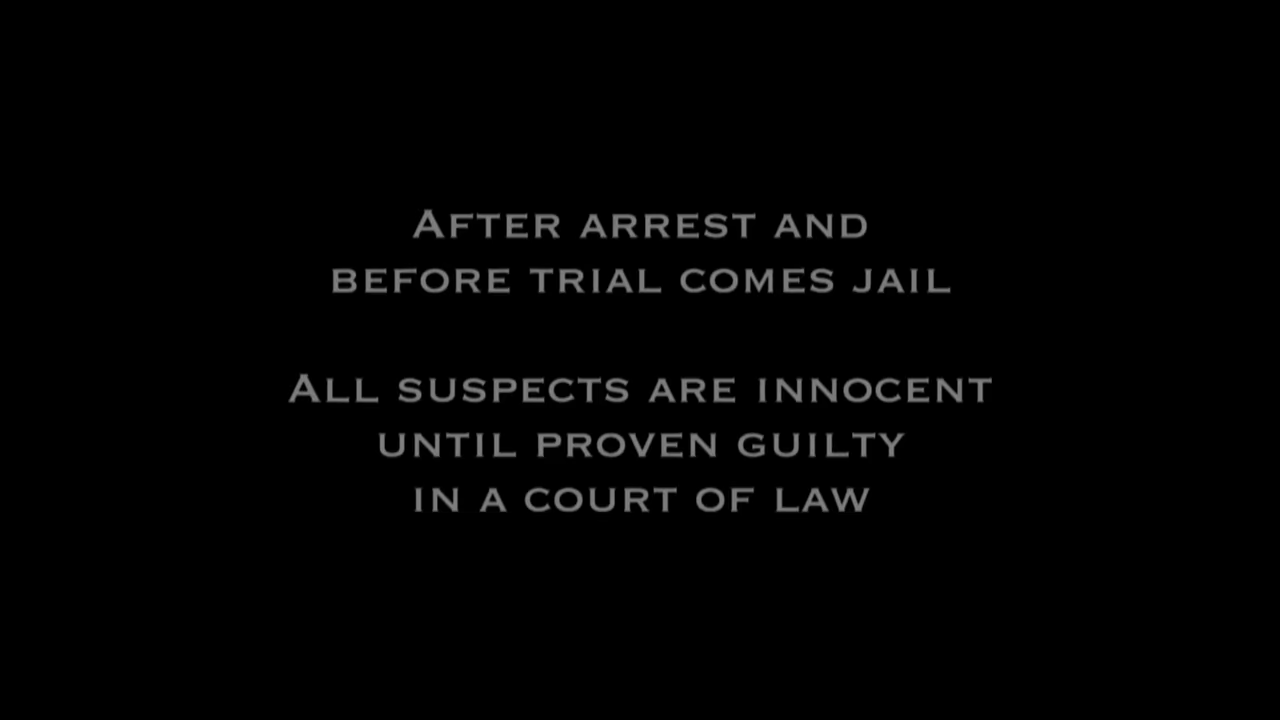 After arrest and
before trial comes jail
All suspects are innocent
until proven guilty
in a court of law